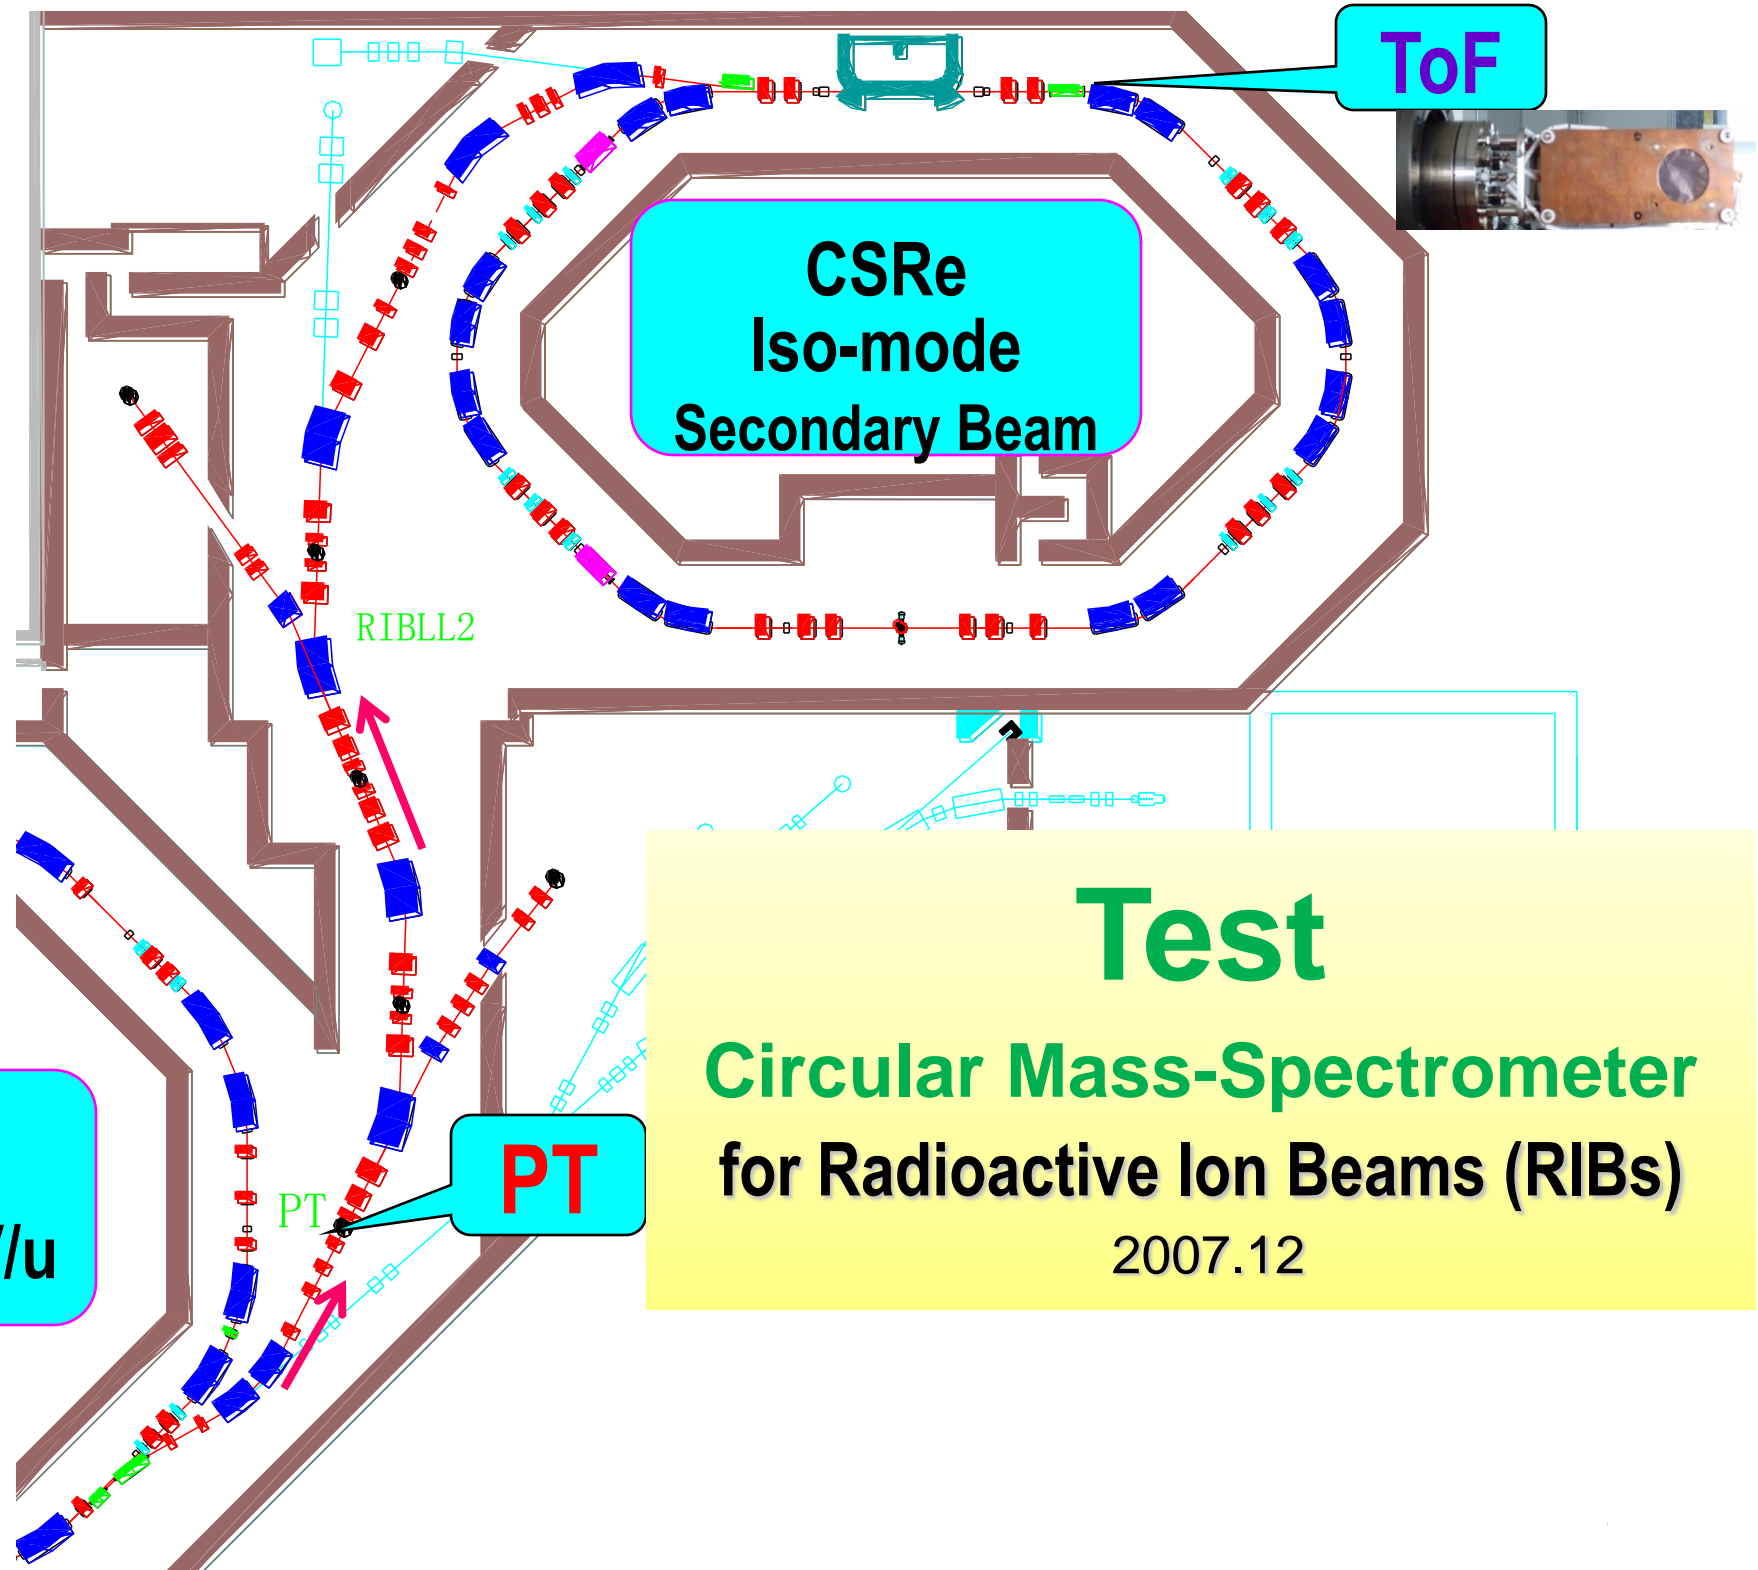 ToF
CSRe
Iso-mode
Secondary Beam
RIBLL2
Test
Circular Mass-Spectrometer
for Radioactive Ion Beams (RIBs)
2007.12
PT
PT
/u